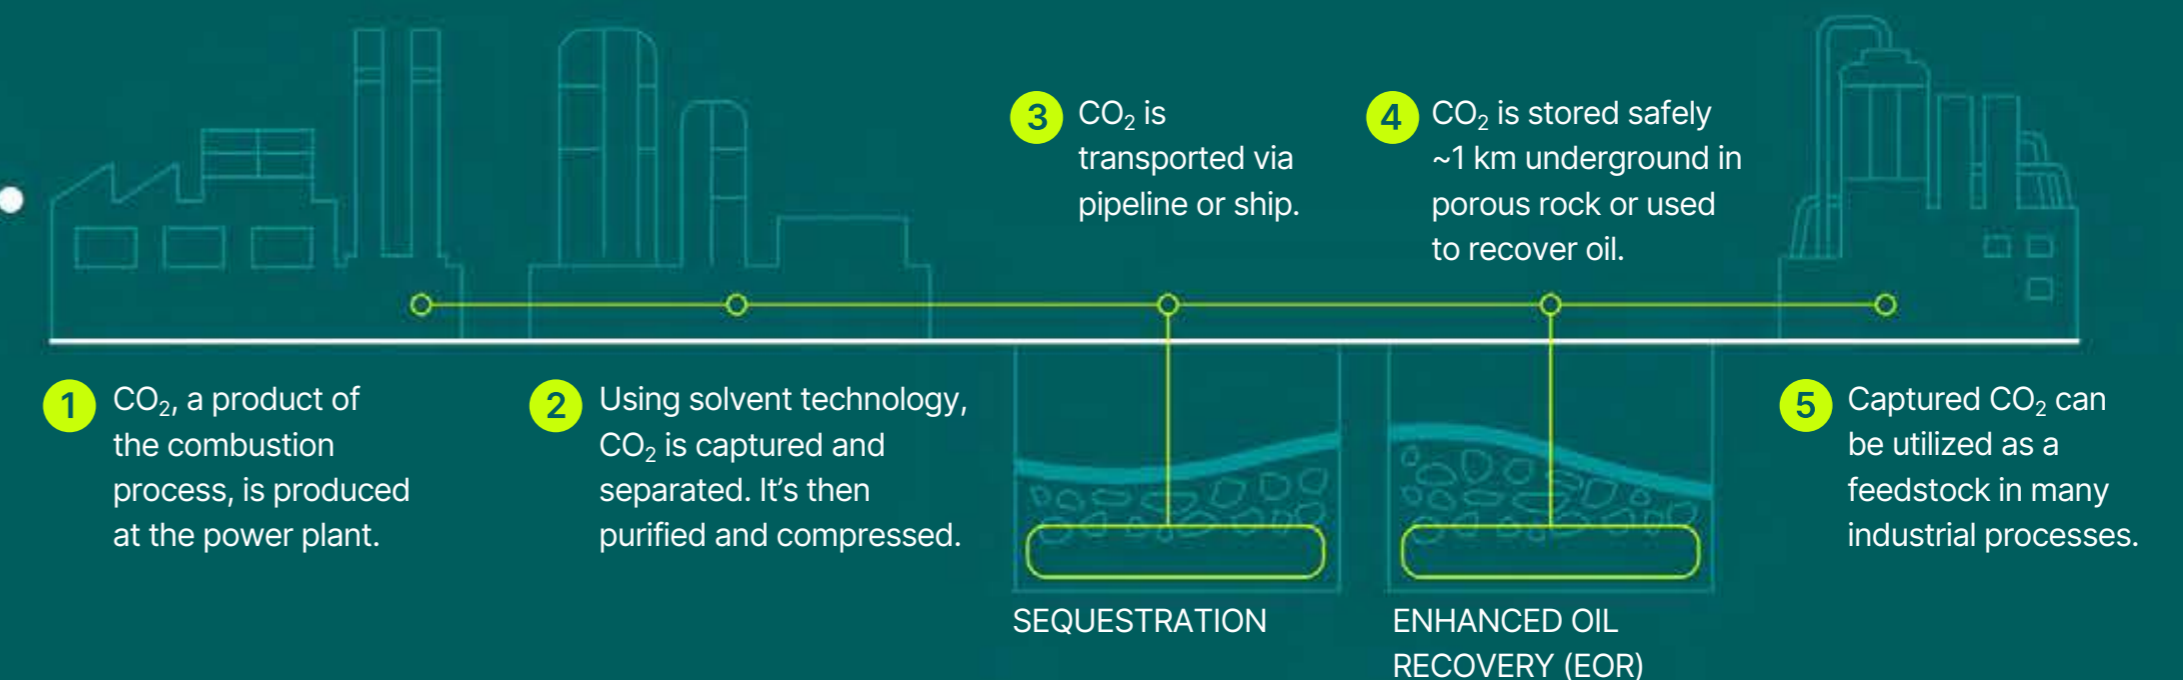 1
CO₂, a product of
the combustion
process, is produced
at the power plant.
2
Using solvent technology,
CO₂ is captured and
separated. It’s then
purified and compressed.
3
CO₂ is
transported via
pipeline or ship.
4
CO₂ is stored safely
~1 km underground in
porous rock or used
to recover oil.
5
Captured CO₂ can
be utilized as a
feedstock in many
industrial processes.
SEQUESTRATION
ENHANCED OIL
RECOVERY (EOR)